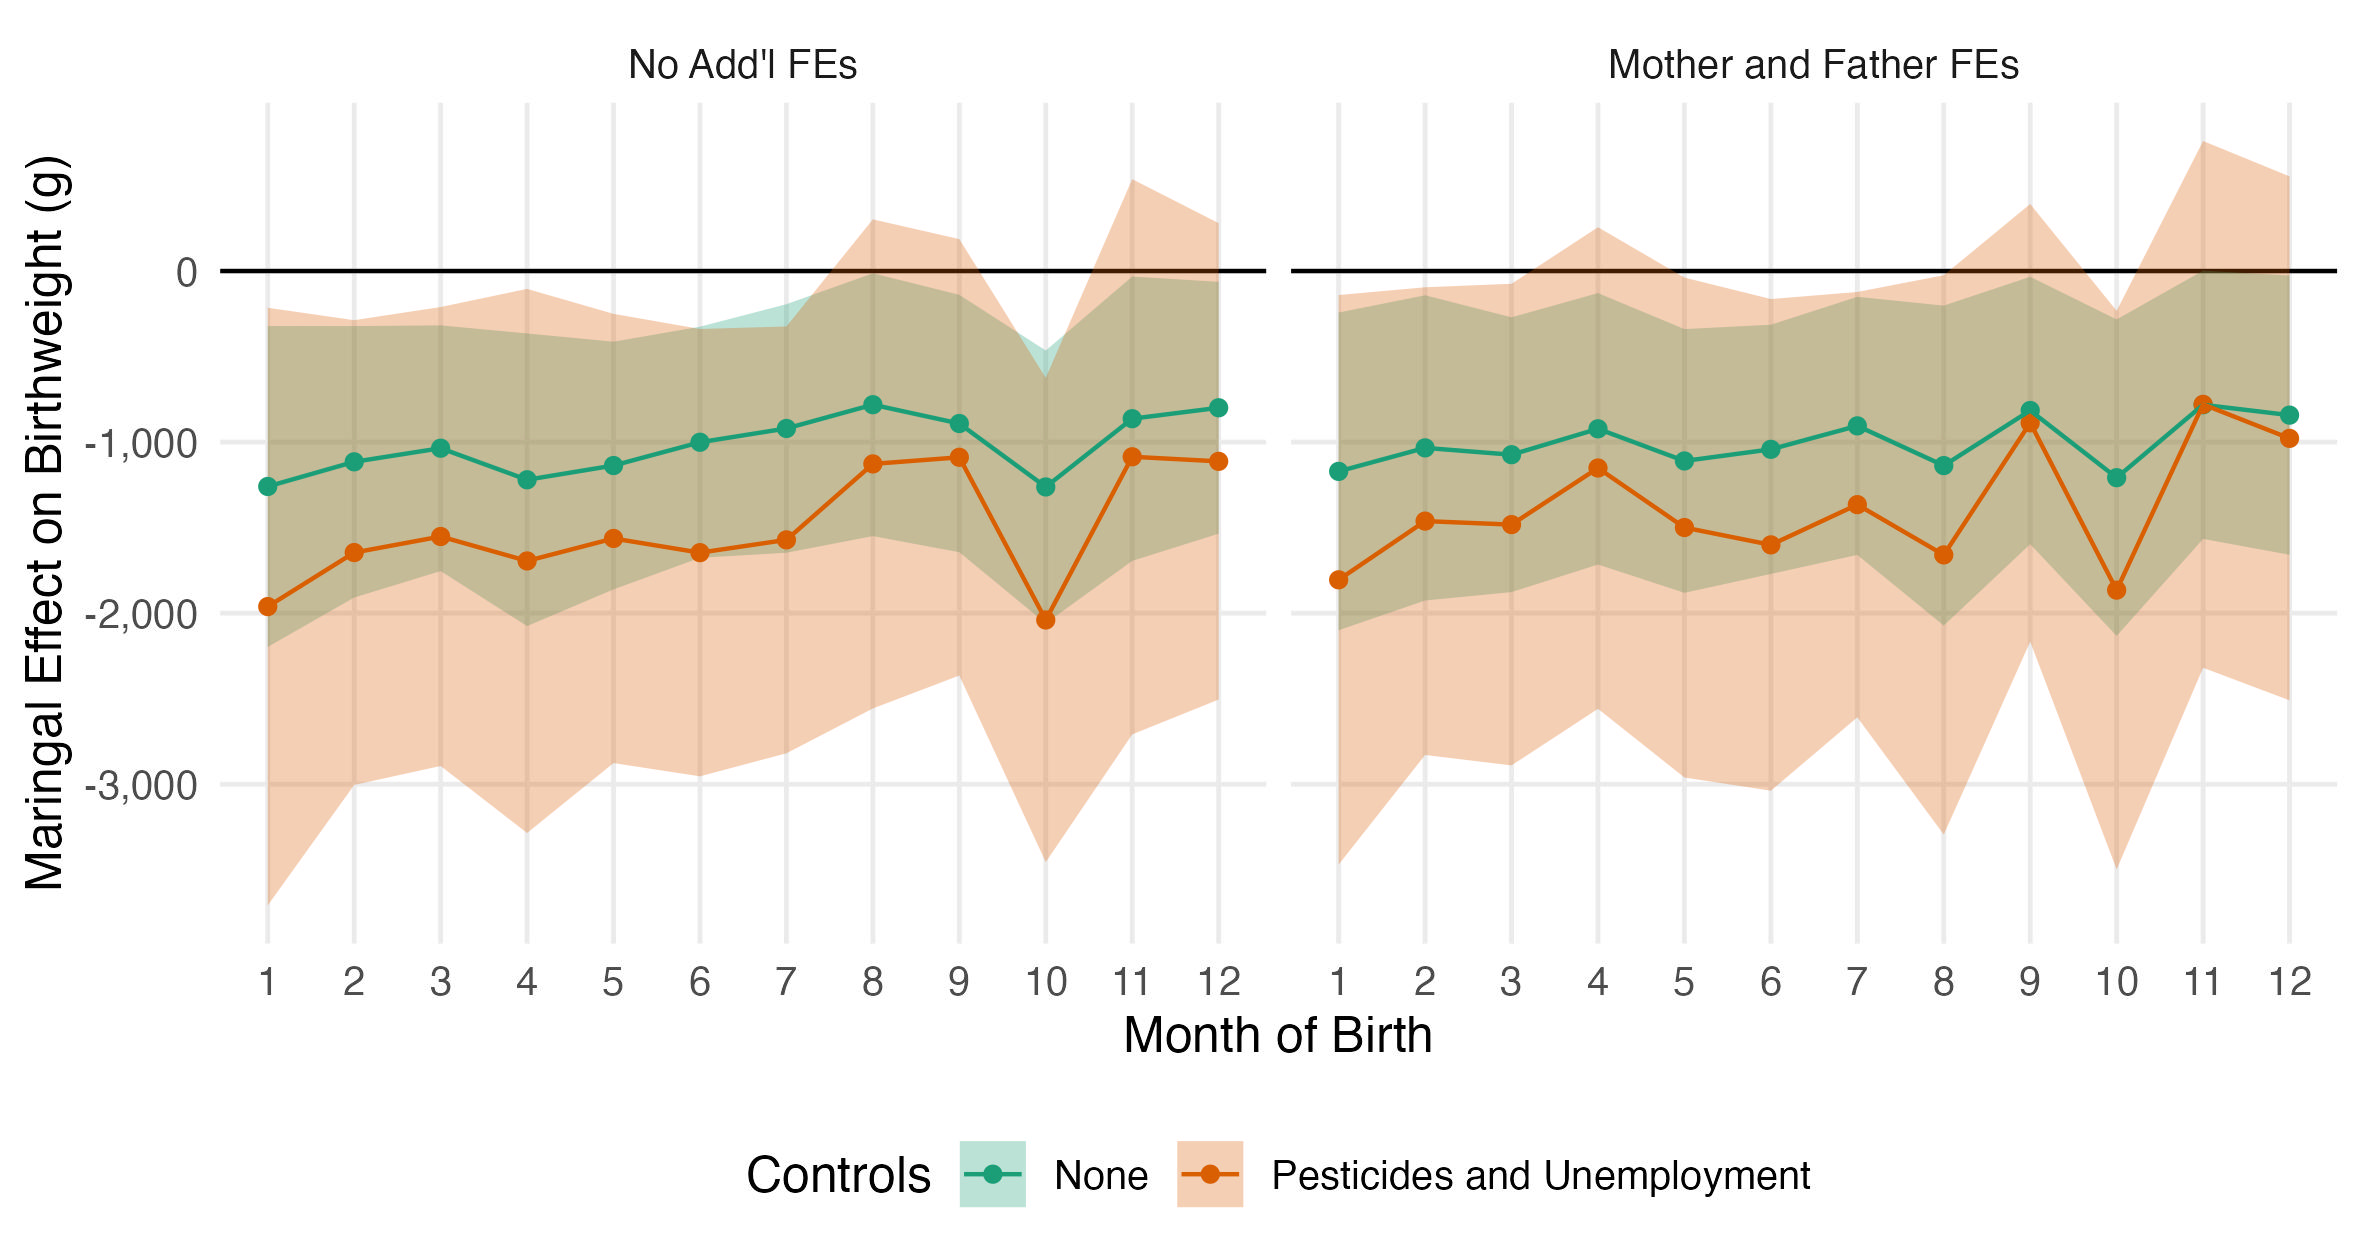 No Add'l FEs
Mother and Father FEs
Maringal Effect on Birthweight (g)
0
-1,000
-2,000
-3,000
1 2 3 4 5 6 7 8 9 10 11 12
1 2 3 4 5 6 7 8 9 10 11 12
Month of Birth
Controls None Pesticides and Unemployment